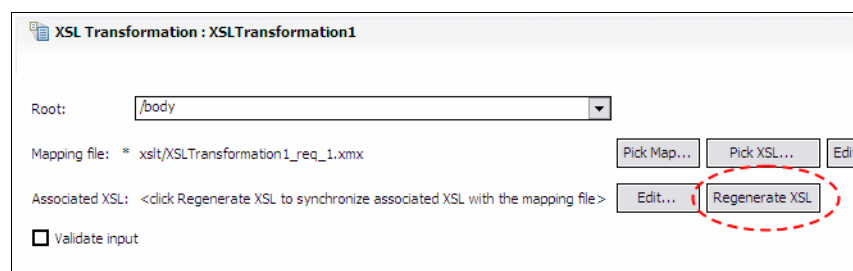 XSL Transformation : XSLTransformation1
Root: /body
Mapping file: * xslt/XSLTransformation1_req_1.xmx Pick Map... Pick XSL... Edi
Associated XSL: <click Regenerate XSL to synchronize associated XSL with the mapping file> Edit... Regenerate XSL
Validate input